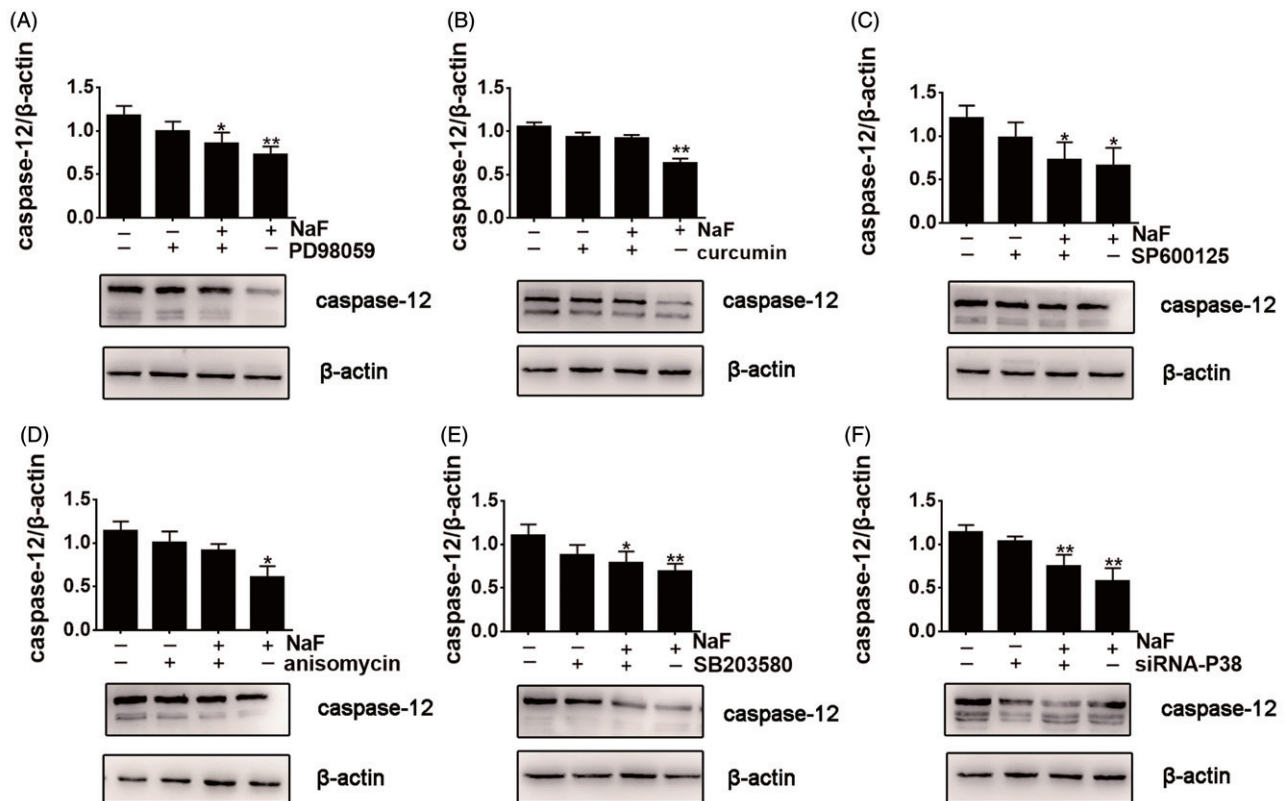 (A)
caspase-12/β-actin
1.5
1.0
0.5
0.0
* **
– – + + NaF
– + + – PD98059
caspase-12
β-actin
(B)
caspase-12/β-actin
1.5
1.0
0.5
0.0
**
– – + + NaF
– + + – curcumin
caspase-12
β-actin
(C)
caspase-12/β-actin
1.5
1.0
0.5
0.0
* *
– – + + NaF
– + + – SP600125
caspase-12
β-actin
(D)
caspase-12/β-actin
1.5
1.0
0.5
0.0
*
– – + + NaF
– + + – anisomycin
caspase-12
β-actin
(E)
caspase-12/β-actin
1.5
1.0
0.5
0.0
* **
– – + + NaF
– + + – SB203580
caspase-12
β-actin
(F)
caspase-12/β-actin
1.5
1.0
0.5
0.0
** **
– – + + NaF
– + + – siRNA-P38
caspase-12
β-actin